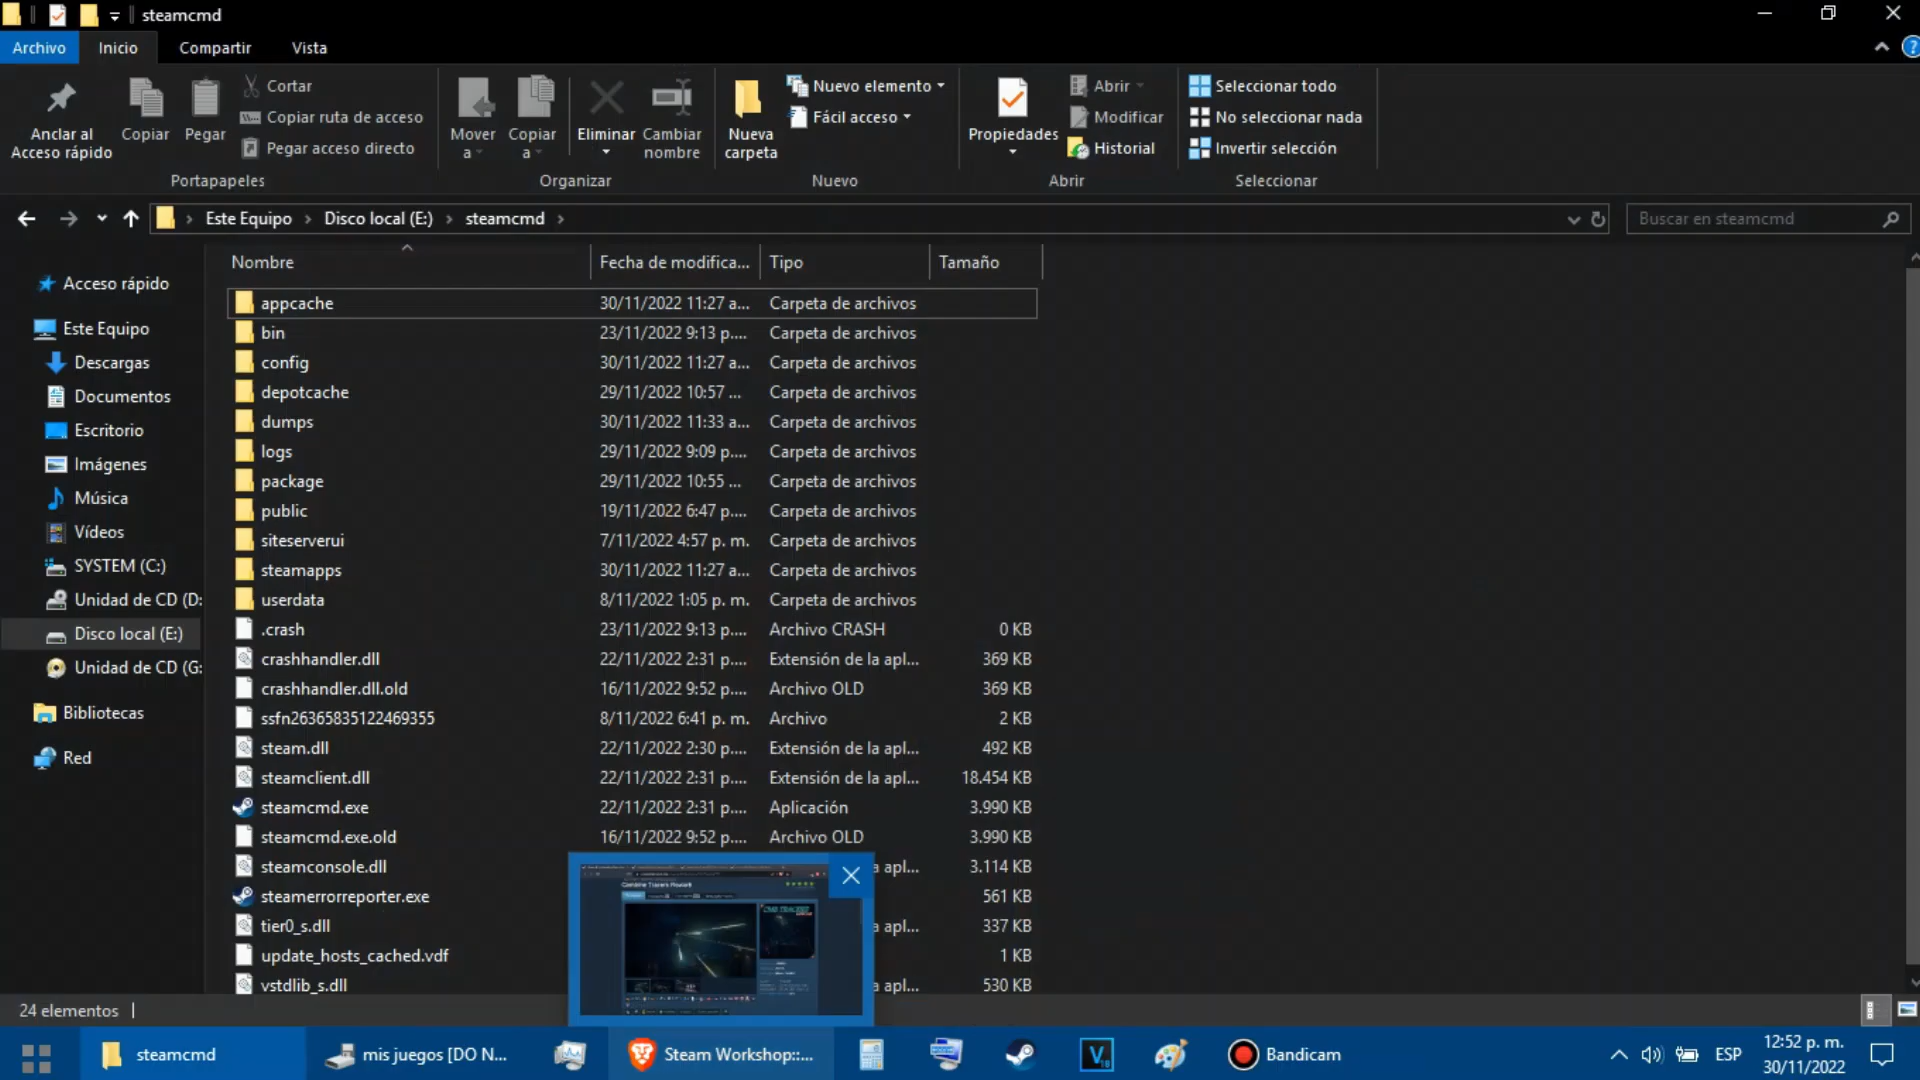 steamcmd
Archivo Inicio Compartir Vista
Anclar al Acceso rápido
Copiar
Pegar
Cortar
Copiar ruta de acceso
Pegar acceso directo
Portapapeles
Mover a
Copiar a
Eliminar
Cambiar nombre
Organizar
Nueva carpeta
Nuevo elemento
Fácil acceso
Nuevo
Propiedades
Abrir
Modificar
Historial
Abrir
Seleccionar todo
No seleccionar nada
Invertir selección
Seleccionar
Este Equipo › Disco local (E:) › steamcmd ›
Buscar en steamcmd
Acceso rápido
Este Equipo
Descargas
Documentos
Escritorio
Imágenes
Música
Vídeos
SYSTEM (C:)
Unidad de CD (D:
Disco local (E:)
Unidad de CD (G:
Bibliotecas
Red
Nombre Fecha de modifica... Tipo Tamaño
appcache 30/11/2022 11:27 a... Carpeta de archivos
bin 23/11/2022 9:13 p.... Carpeta de archivos
config 30/11/2022 11:27 a... Carpeta de archivos
depotcache 29/11/2022 10:57 ... Carpeta de archivos
dumps 30/11/2022 11:33 a... Carpeta de archivos
logs 29/11/2022 9:09 p.... Carpeta de archivos
package 29/11/2022 10:55 ... Carpeta de archivos
public 19/11/2022 6:47 p.... Carpeta de archivos
siteserverui 7/11/2022 4:57 p. m. Carpeta de archivos
steamapps 30/11/2022 11:27 a... Carpeta de archivos
userdata 8/11/2022 1:05 p. m. Carpeta de archivos
.crash 23/11/2022 9:13 p.... Archivo CRASH 0 KB
crashhandler.dll 22/11/2022 2:31 p.... Extensión de la apl... 369 KB
crashhandler.dll.old 16/11/2022 9:52 p.... Archivo OLD 369 KB
ssfn26365835122469355 8/11/2022 6:41 p. m. Archivo 2 KB
steam.dll 22/11/2022 2:30 p.... Extensión de la apl... 492 KB
steamclient.dll 22/11/2022 2:31 p.... Extensión de la apl... 18.454 KB
steamcmd.exe 22/11/2022 2:31 p.... Aplicación 3.990 KB
steamcmd.exe.old 16/11/2022 9:52 p.... Archivo OLD 3.990 KB
steamconsole.dll a apl... 3.114 KB
steamerrorreporter.exe 561 KB
tier0_s.dll a apl... 337 KB
update_hosts_cached.vdf 1 KB
vstdlib_s.dll a apl... 530 KB
Combine Tracers Rework
24 elementos
steamcmd
mis juegos [DO N...
Steam Workshop::...
Bandicam
ESP
12:52 p. m.
30/11/2022